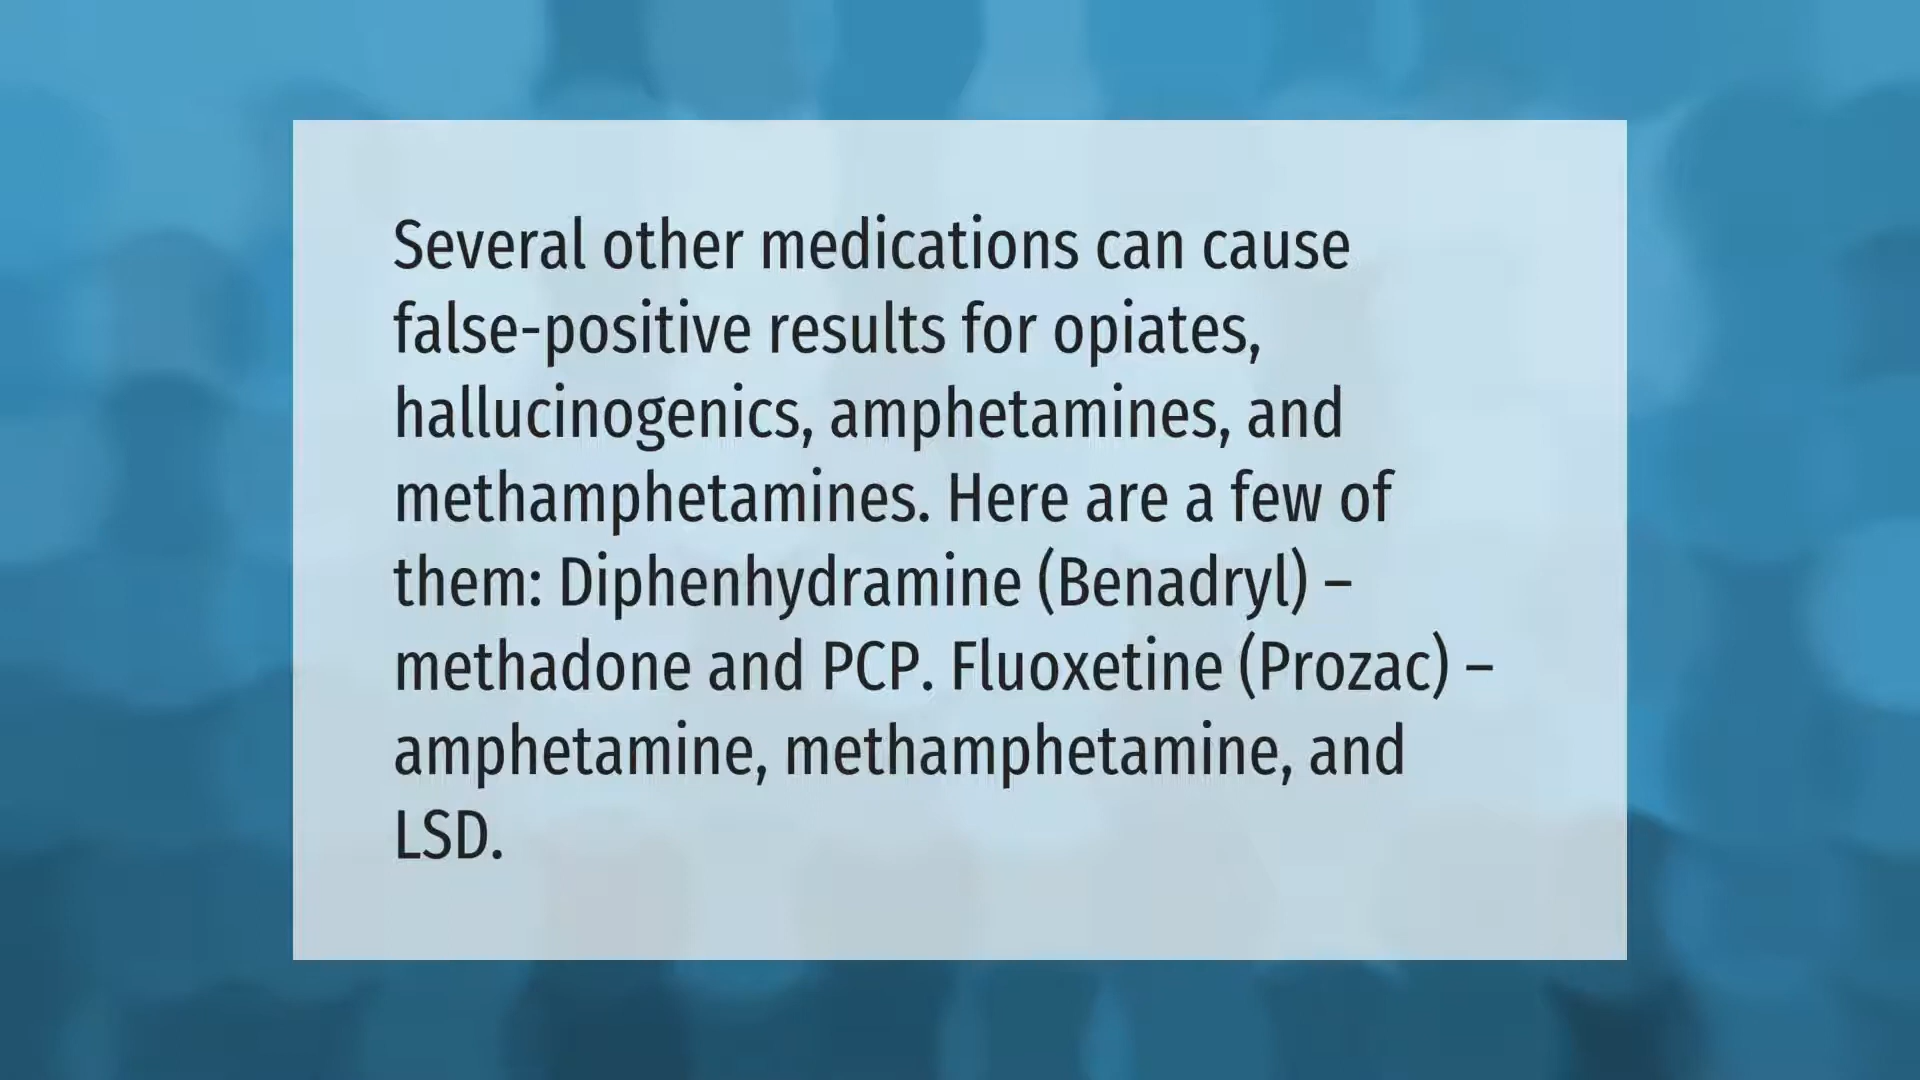 Several other medications can cause
false-positive results for opiates,
hallucinogenics, amphetamines, and
methamphetamines. Here are a few of
them: Diphenhydramine (Benadryl) –
methadone and PCP. Fluoxetine (Prozac) –
amphetamine, methamphetamine, and
LSD.